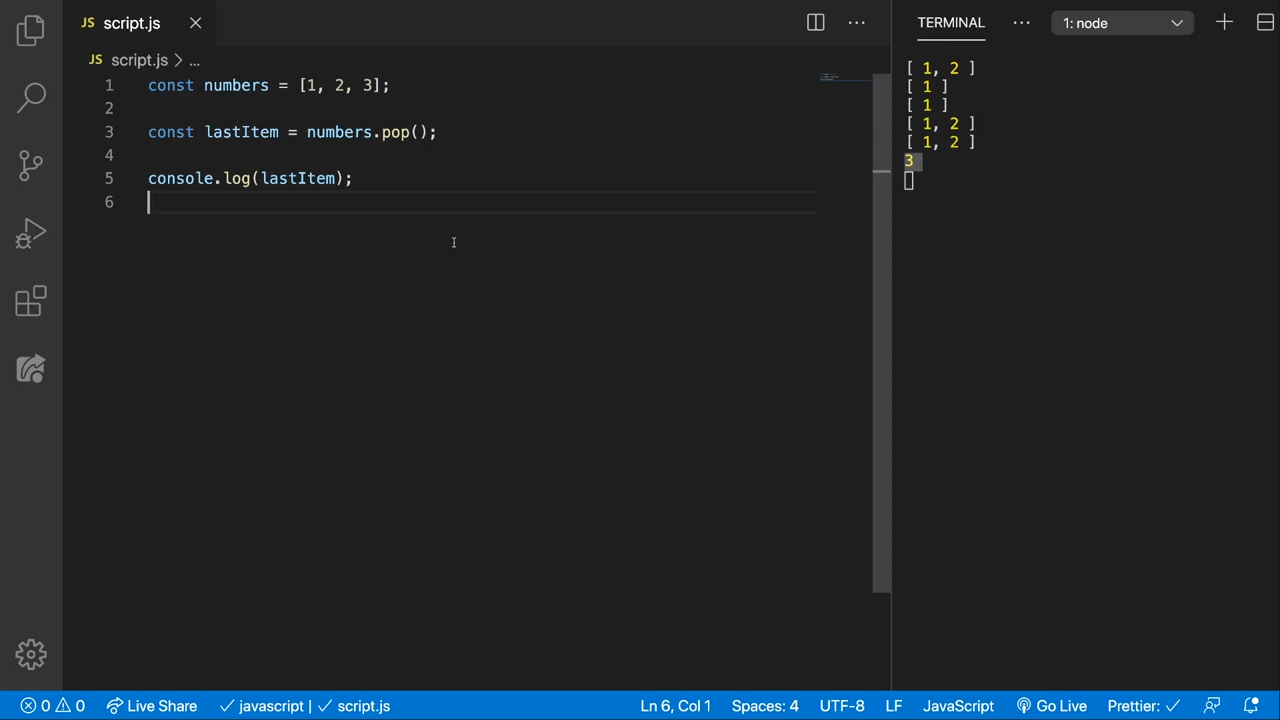 JS script.js
JS script.js > ...
1 const numbers = [1, 2, 3];
2
3 const lastItem = numbers.pop();
4
5 console.log(lastItem);
6
TERMINAL ... 1: node
[ 1, 2 ]
[ 1 ]
[ 1 ]
[ 1, 2 ]
[ 1, 2 ]
3
0 0 Live Share javascript | script.js Ln 6, Col 1 Spaces: 4 UTF-8 LF JavaScript Go Live Prettier: ✓